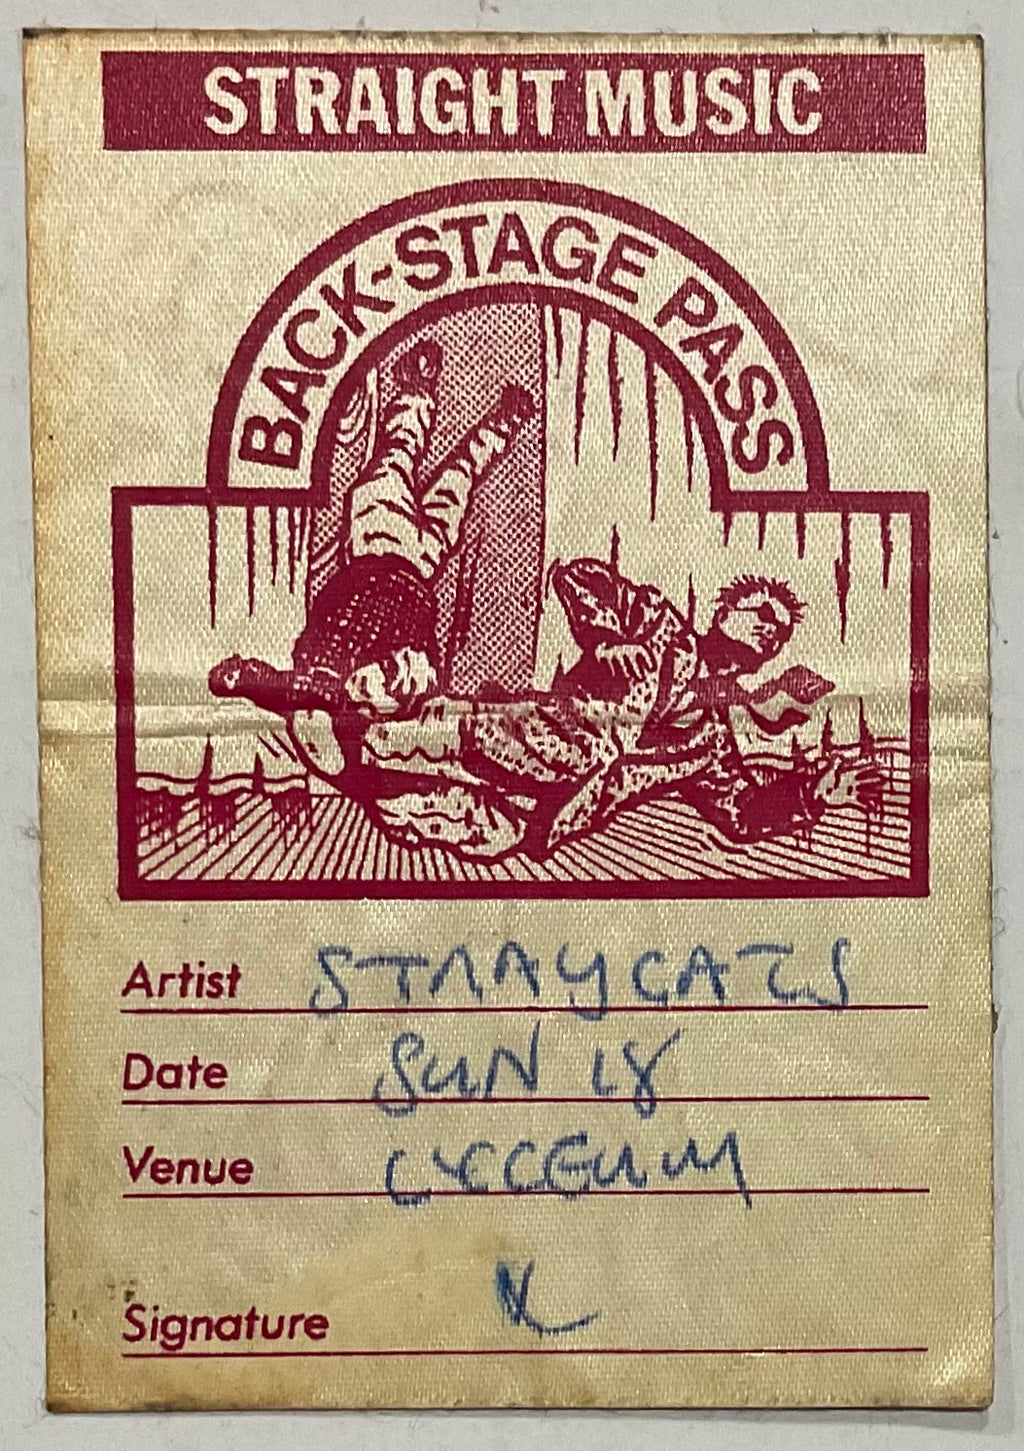 STRAIGHT MUSIC
BACK-STAGE PASS
Artist STRAYCATS
Date SUN 18
Venue LYCEUM
Signature